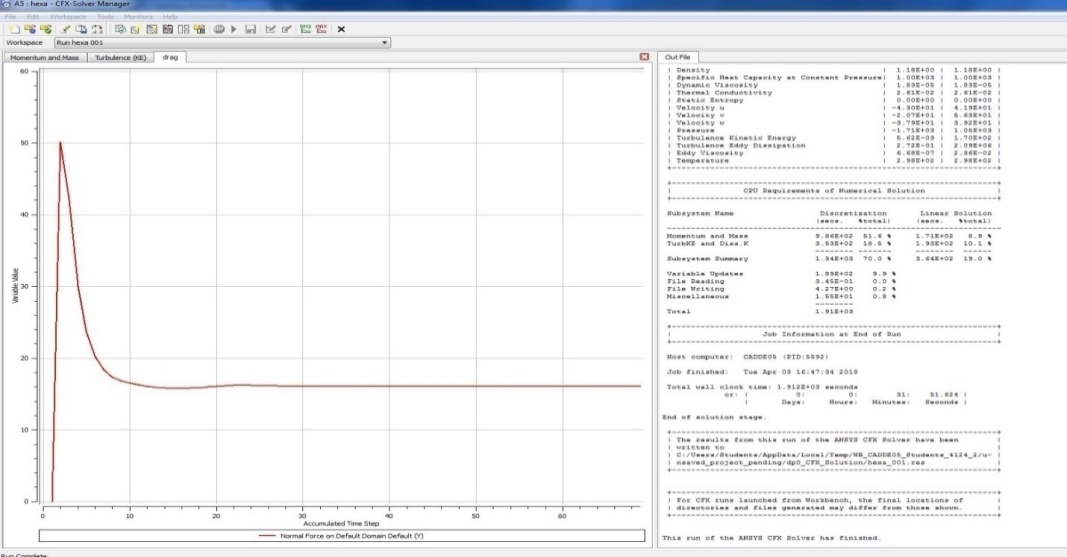 A5 : hexa - CFX-Solver Manager
File Edit Workspace Tools Monitors Help
Workspace Run hexa 001
Momentum and Mass Turbulence (KE) drag
Out File
60
50
40
30
20
10
0
Variable Value
0 10 20 30 40 50 60
Accumulated Time Step
Normal Force on Default Domain Default (Y)
| Density | 1.18E+00 | 1.18E+00 |
| Specific Heat Capacity at Constant Pressure| 1.00E+03 | 1.00E+03 |
| Dynamic Viscosity | 1.83E-05 | 1.83E-05 |
| Thermal Conductivity | 2.61E-02 | 2.61E-02 |
| Static Entropy | 0.00E+00 | 0.00E+00 |
| Velocity u | -4.30E+01 | 4.19E+01 |
| Velocity v | -2.07E+01 | 5.63E+01 |
| Velocity w | -3.79E+01 | 3.92E+01 |
| Pressure | -1.71E+03 | 1.05E+03 |
| Turbulence Kinetic Energy | 5.62E-03 | 1.70E+02 |
| Turbulence Eddy Dissipation | 2.72E-01 | 2.09E+06 |
| Eddy Viscosity | 6.68E-07 | 2.36E-02 |
| Temperature | 2.98E+02 | 2.98E+02 |
CPU Requirements of Numerical Solution
Subsystem Name Discretization Linear Solution
(secs. %total) (secs. %total)
Momentum and Mass 9.86E+02 51.6 % 1.71E+02 8.9 %
TurbKE and Diss.K 3.53E+02 18.5 % 1.93E+02 10.1 %
Subsystem Summary 1.34E+03 70.0 % 3.64E+02 19.0 %
Variable Updates 1.89E+02 9.9 %
File Reading 3.45E-01 0.0 %
File Writing 4.27E+00 0.2 %
Miscellaneous 1.55E+01 0.8 %
Total 1.91E+03
Job Information at End of Run
Host computer: CADDE05 (PID:5592)
Job finished: Tue Apr 03 16:47:34 2018
Total wall clock time: 1.912E+03 seconds
or: ( 0: 0: 31: 51.624 )
( Days: Hours: Minutes: Seconds )
End of solution stage.
| The results from this run of the ANSYS CFX Solver have been
| written to
| C:/Users/Students/AppData/Local/Temp/WB_CADDE05_Students_4124_2/u-
| nsaved_project_pending/dp0_CFX_Solution/hexa_001.res
| For CFX runs launched from Workbench, the final locations of
| directories and files generated may differ from those shown.
This run of the ANSYS CFX Solver has finished.
Run Complete